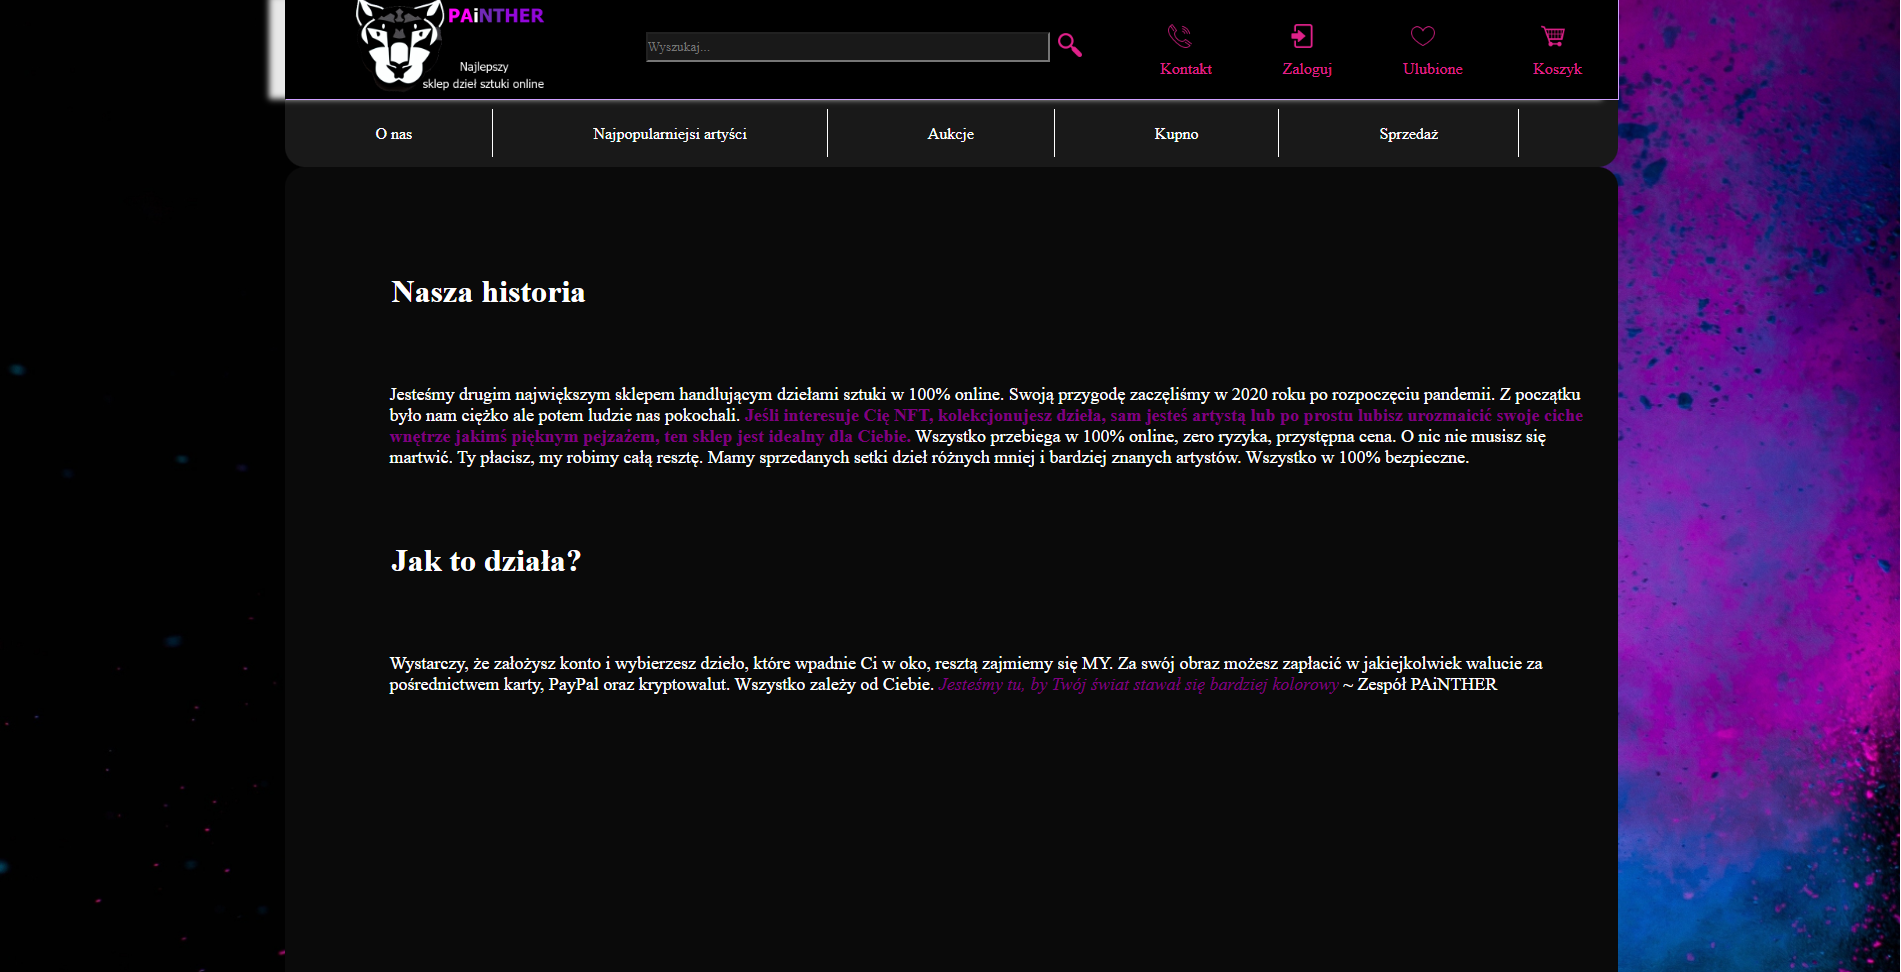 PAiNTHER
Najlepszy
sklep dzieł sztuki online
Wyszukaj...
Kontakt
Zaloguj
Ulubione
Koszyk
O nas
Najpopularniejsi artyści
Aukcje
Kupno
Sprzedaż
Nasza historia
Jesteśmy drugim największym sklepem handlującym dziełami sztuki w 100% online. Swoją przygodę zaczęliśmy w 2020 roku po rozpoczęciu pandemii. Z początku
było nam ciężko ale potem ludzie nas pokochali. Jeśli interesuje Cię NFT, kolekcjonujesz dzieła, sam jesteś artystą lub po prostu lubisz urozmaicić swoje ciche
wnętrze jakimś pięknym pejzażem, ten sklep jest idealny dla Ciebie. Wszystko przebiega w 100% online, zero ryzyka, przystępna cena. O nic nie musisz się
martwić. Ty płacisz, my robimy całą resztę. Mamy sprzedanych setki dzieł różnych mniej i bardziej znanych artystów. Wszystko w 100% bezpieczne.
Jak to działa?
Wystarczy, że założysz konto i wybierzesz dzieło, które wpadnie Ci w oko, resztą zajmiemy się MY. Za swój obraz możesz zapłacić w jakiejkolwiek walucie za
pośrednictwem karty, PayPal oraz kryptowalut. Wszystko zależy od Ciebie. Jesteśmy tu, by Twój świat stawał się bardziej kolorowy ~ Zespół PAiNTHER